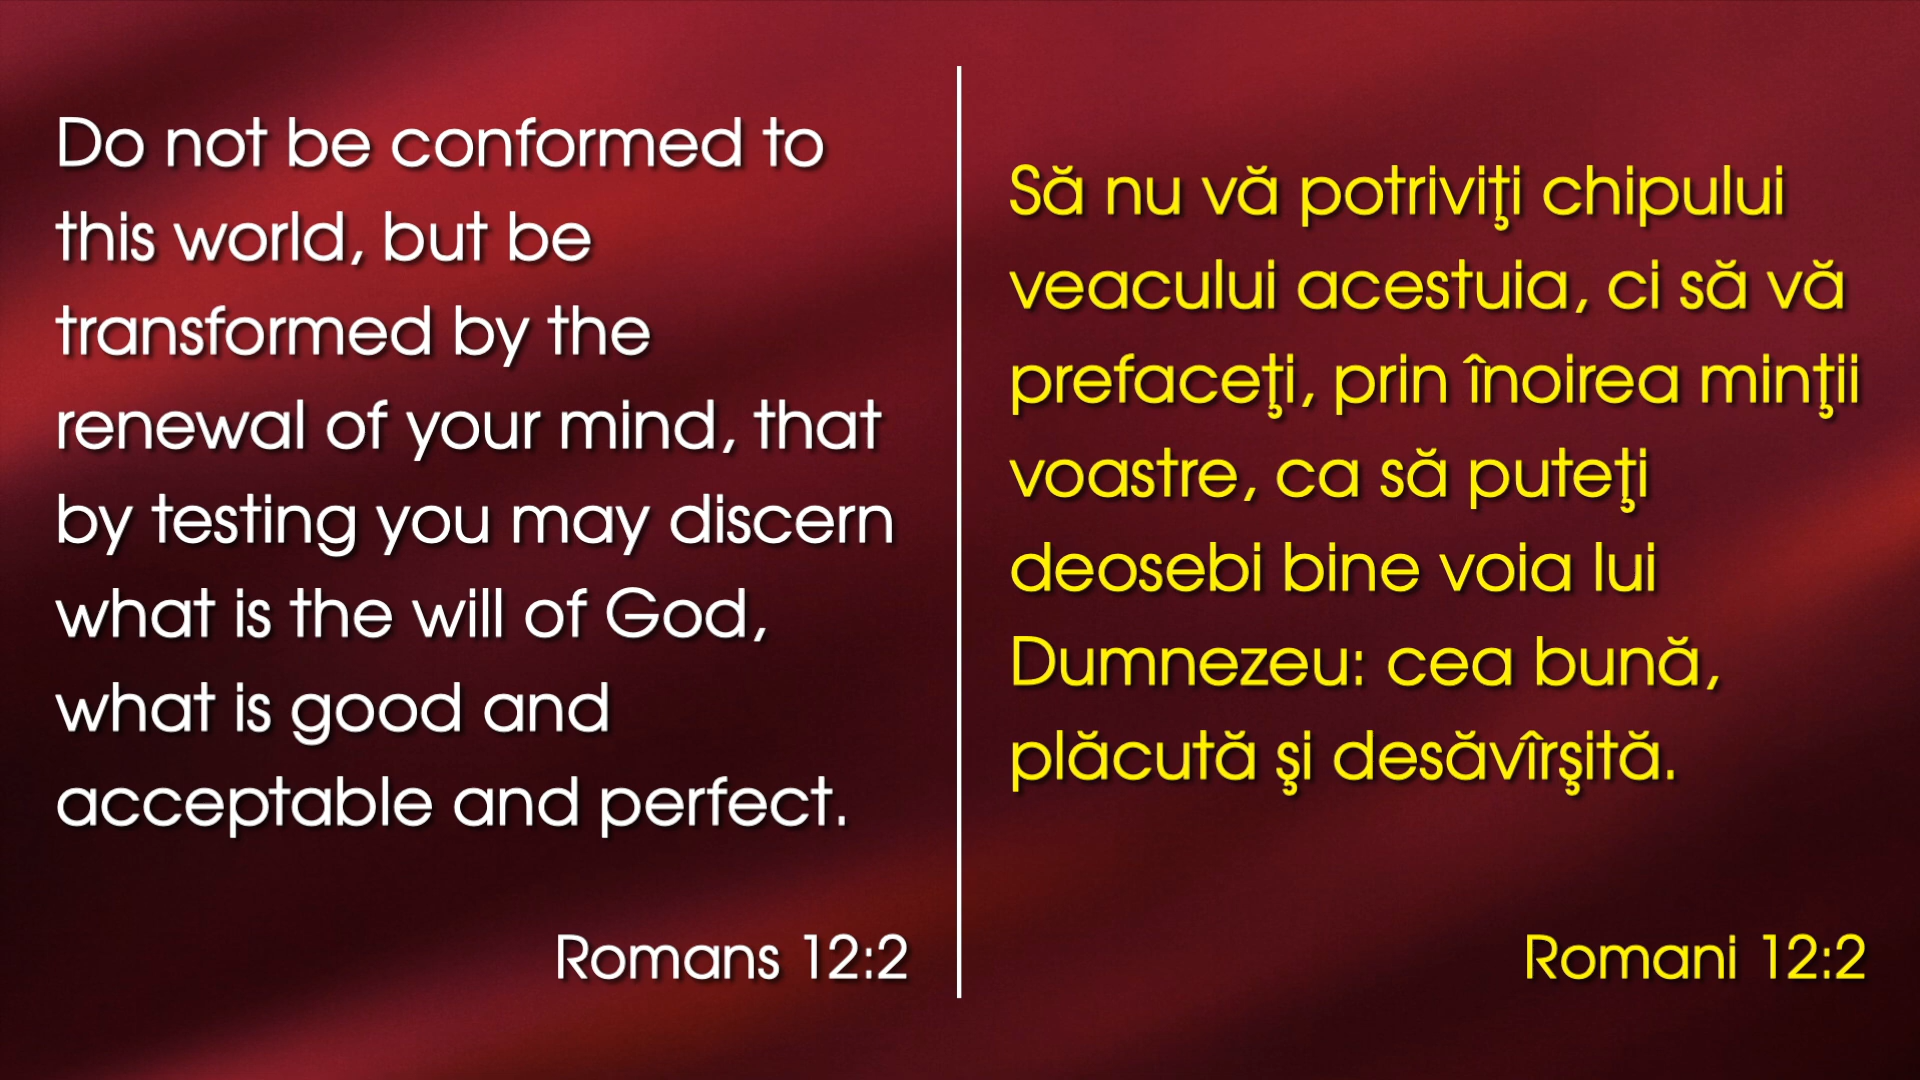 Do not be conformed to
this world, but be
transformed by the
renewal of your mind, that
by testing you may discern
what is the will of God,
what is good and
acceptable and perfect.
Romans 12:2
Să nu vă potriviţi chipului
veacului acestuia, ci să vă
prefaceţi, prin înoirea minţii
voastre, ca să puteţi
deosebi bine voia lui
Dumnezeu: cea bună,
plăcută şi desăvîrşită.
Romani 12:2